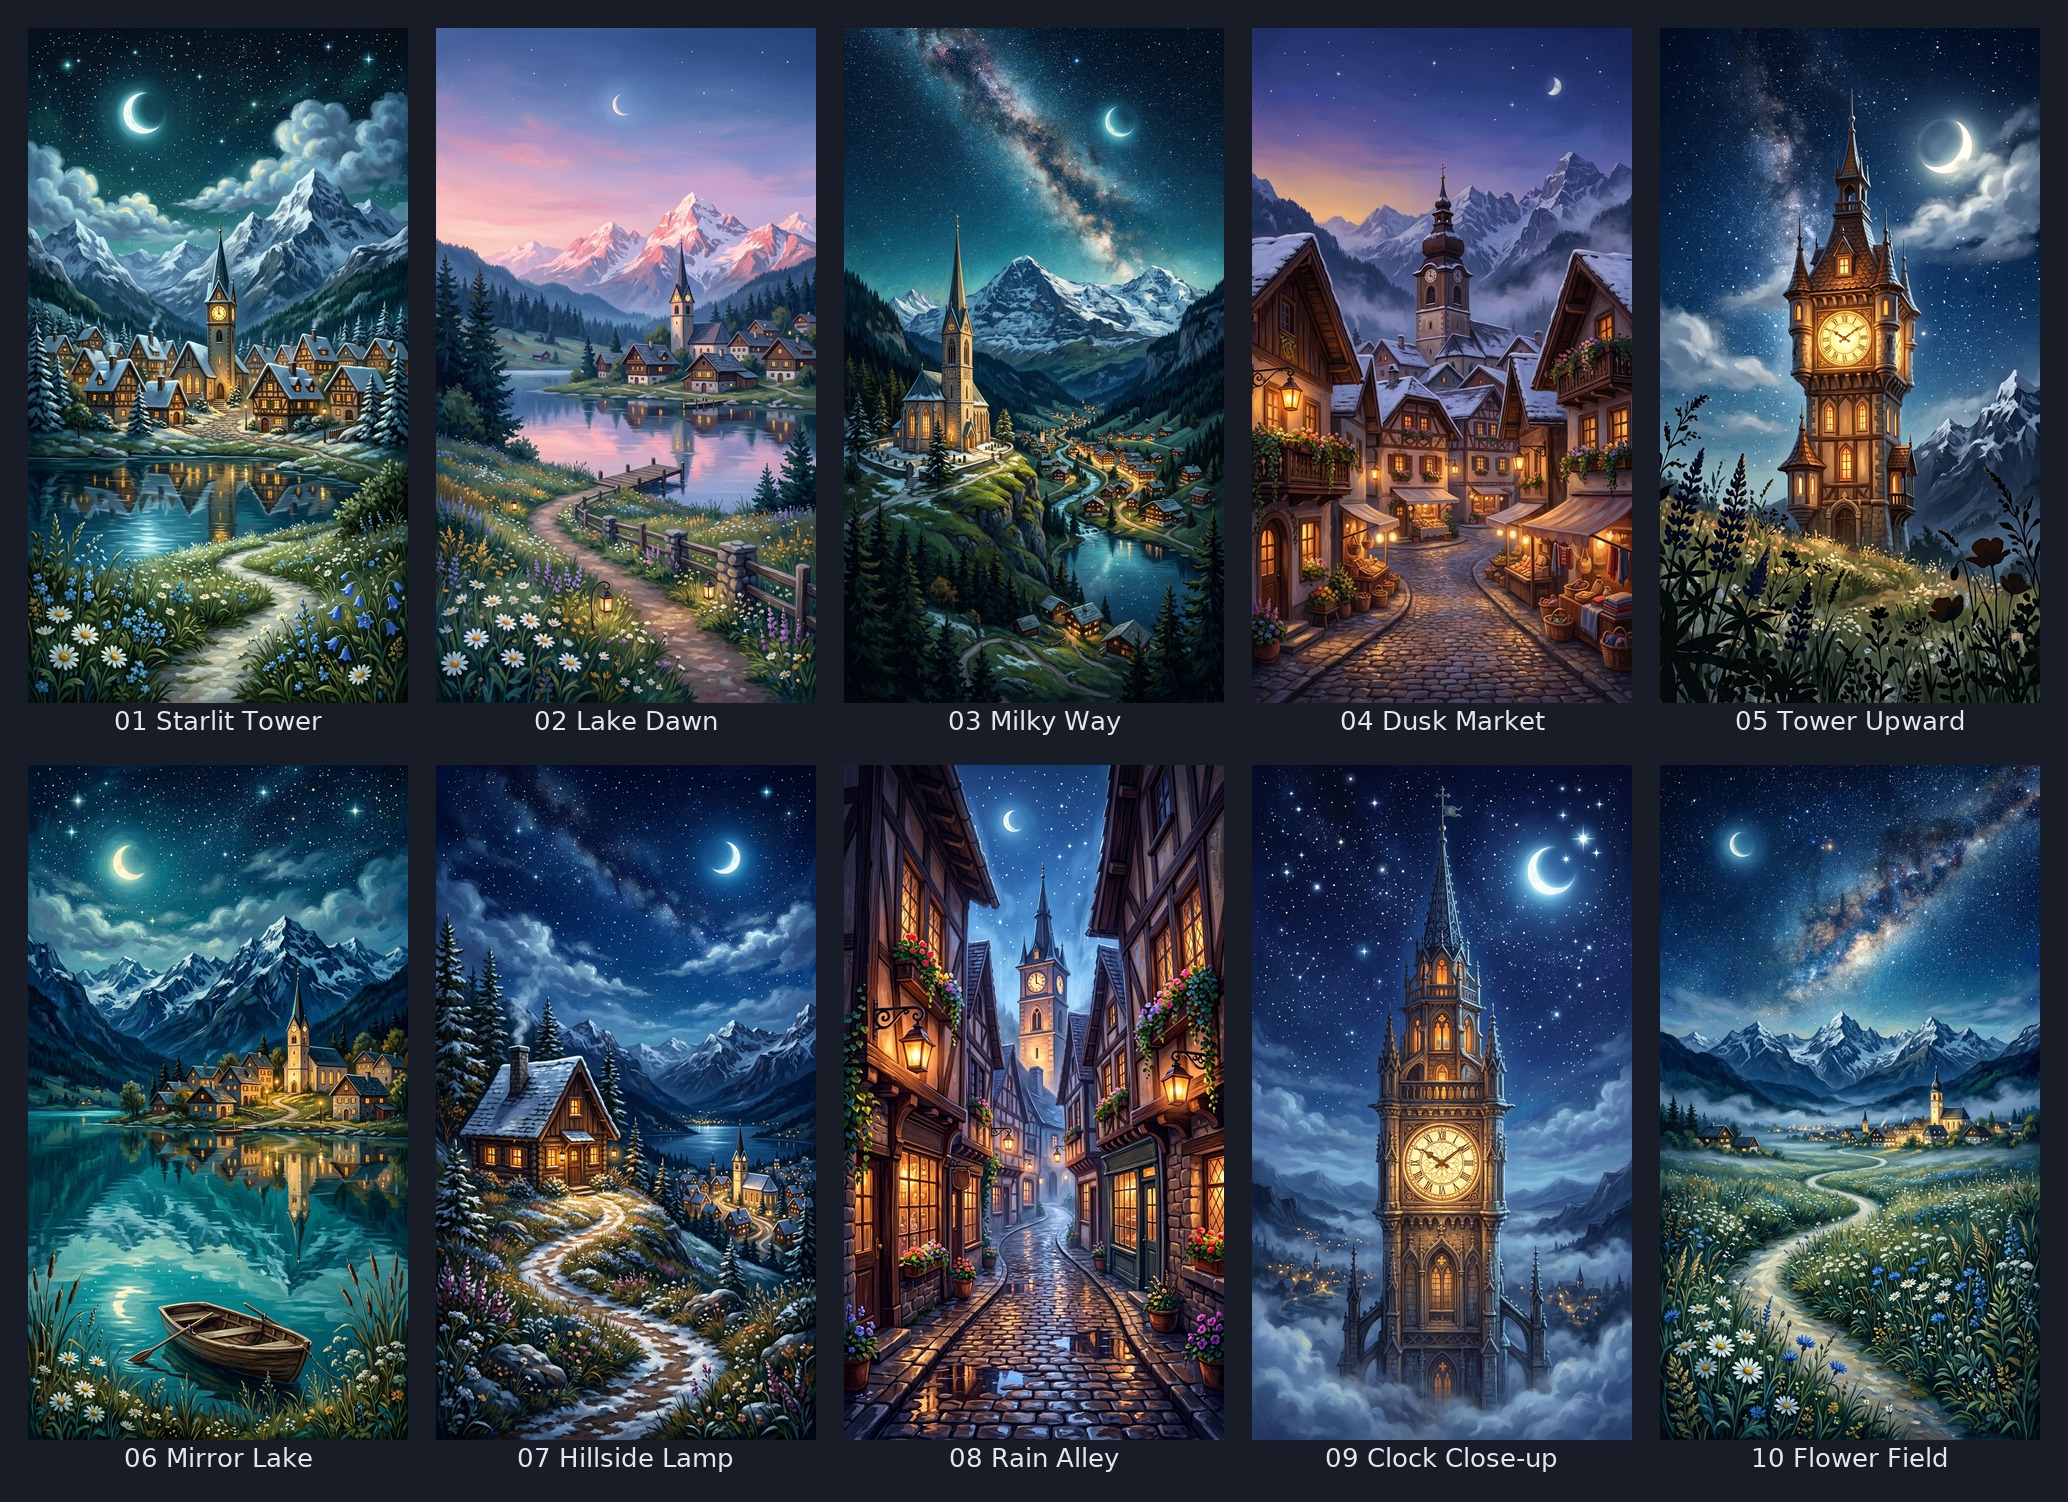 01 Starlit Tower
02 Lake Dawn
03 Milky Way
04 Dusk Market
05 Tower Upward
06 Mirror Lake
07 Hillside Lamp
08 Rain Alley
09 Clock Close-up
10 Flower Field